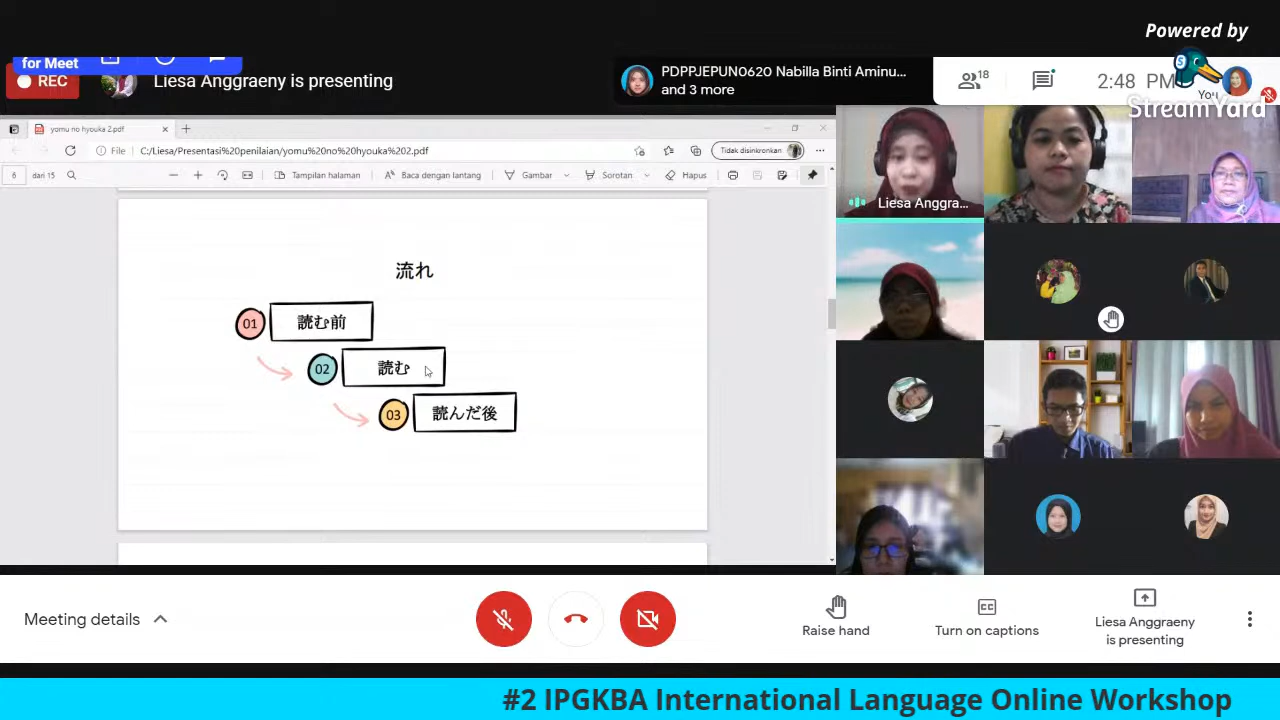 Powered by
StreamYard
for Meet
REC
Liesa Anggraeny is presenting
PDPPJEPUN0620 Nabilla Binti Aminu...
and 3 more
18
2:48 PM
You
yomu no hyouka 2.pdf
File
C:/Liesa/Presentasi%20penilaian/yomu%20no%20hyouka%202.pdf
Tidak disinkronkan
6 dari 15
Tampilan halaman
Baca dengan lantang
Gambar
Sorotan
Hapus
流れ
01 読む前
02 読む
03 読んだ後
Liesa Anggra...
Meeting details
Raise hand
Turn on captions
Liesa Anggraeny
is presenting
#2 IPGKBA International Language Online Workshop